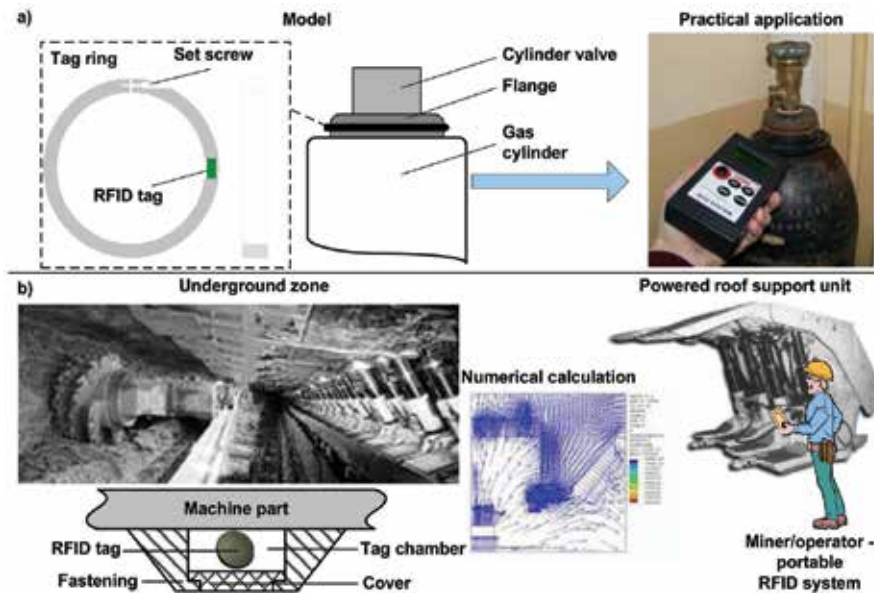 a)
Model
Practical application
Tag ring
Set screw
RFID tag
Cylinder valve
Flange
Gas
cylinder
b)
Underground zone
Powered roof support unit
Numerical calculation
Machine part
RFID tag
Tag chamber
Fastening
Cover
Miner/operator -
portable
RFID system